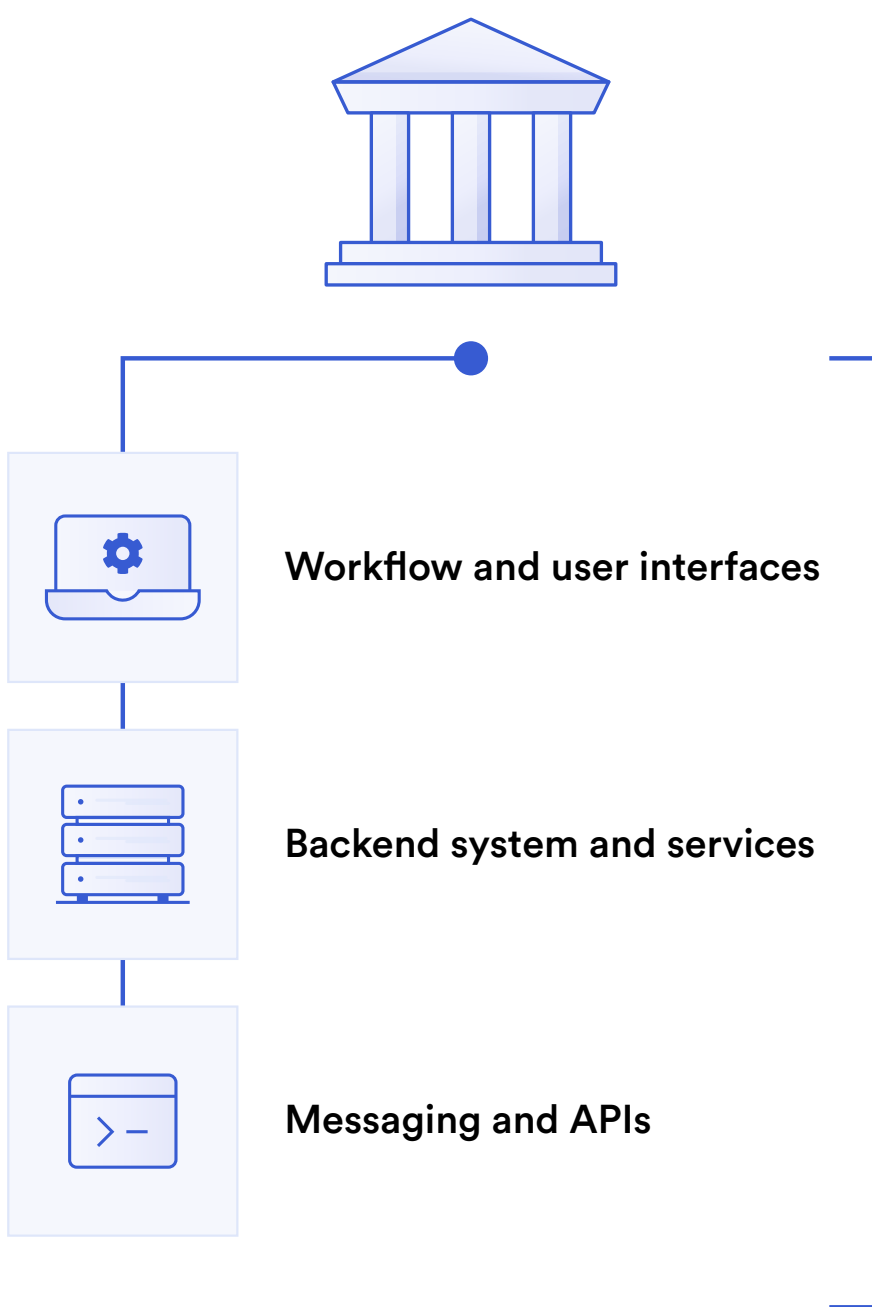 Workflow and user interfaces
Backend system and services
Messaging and APIs